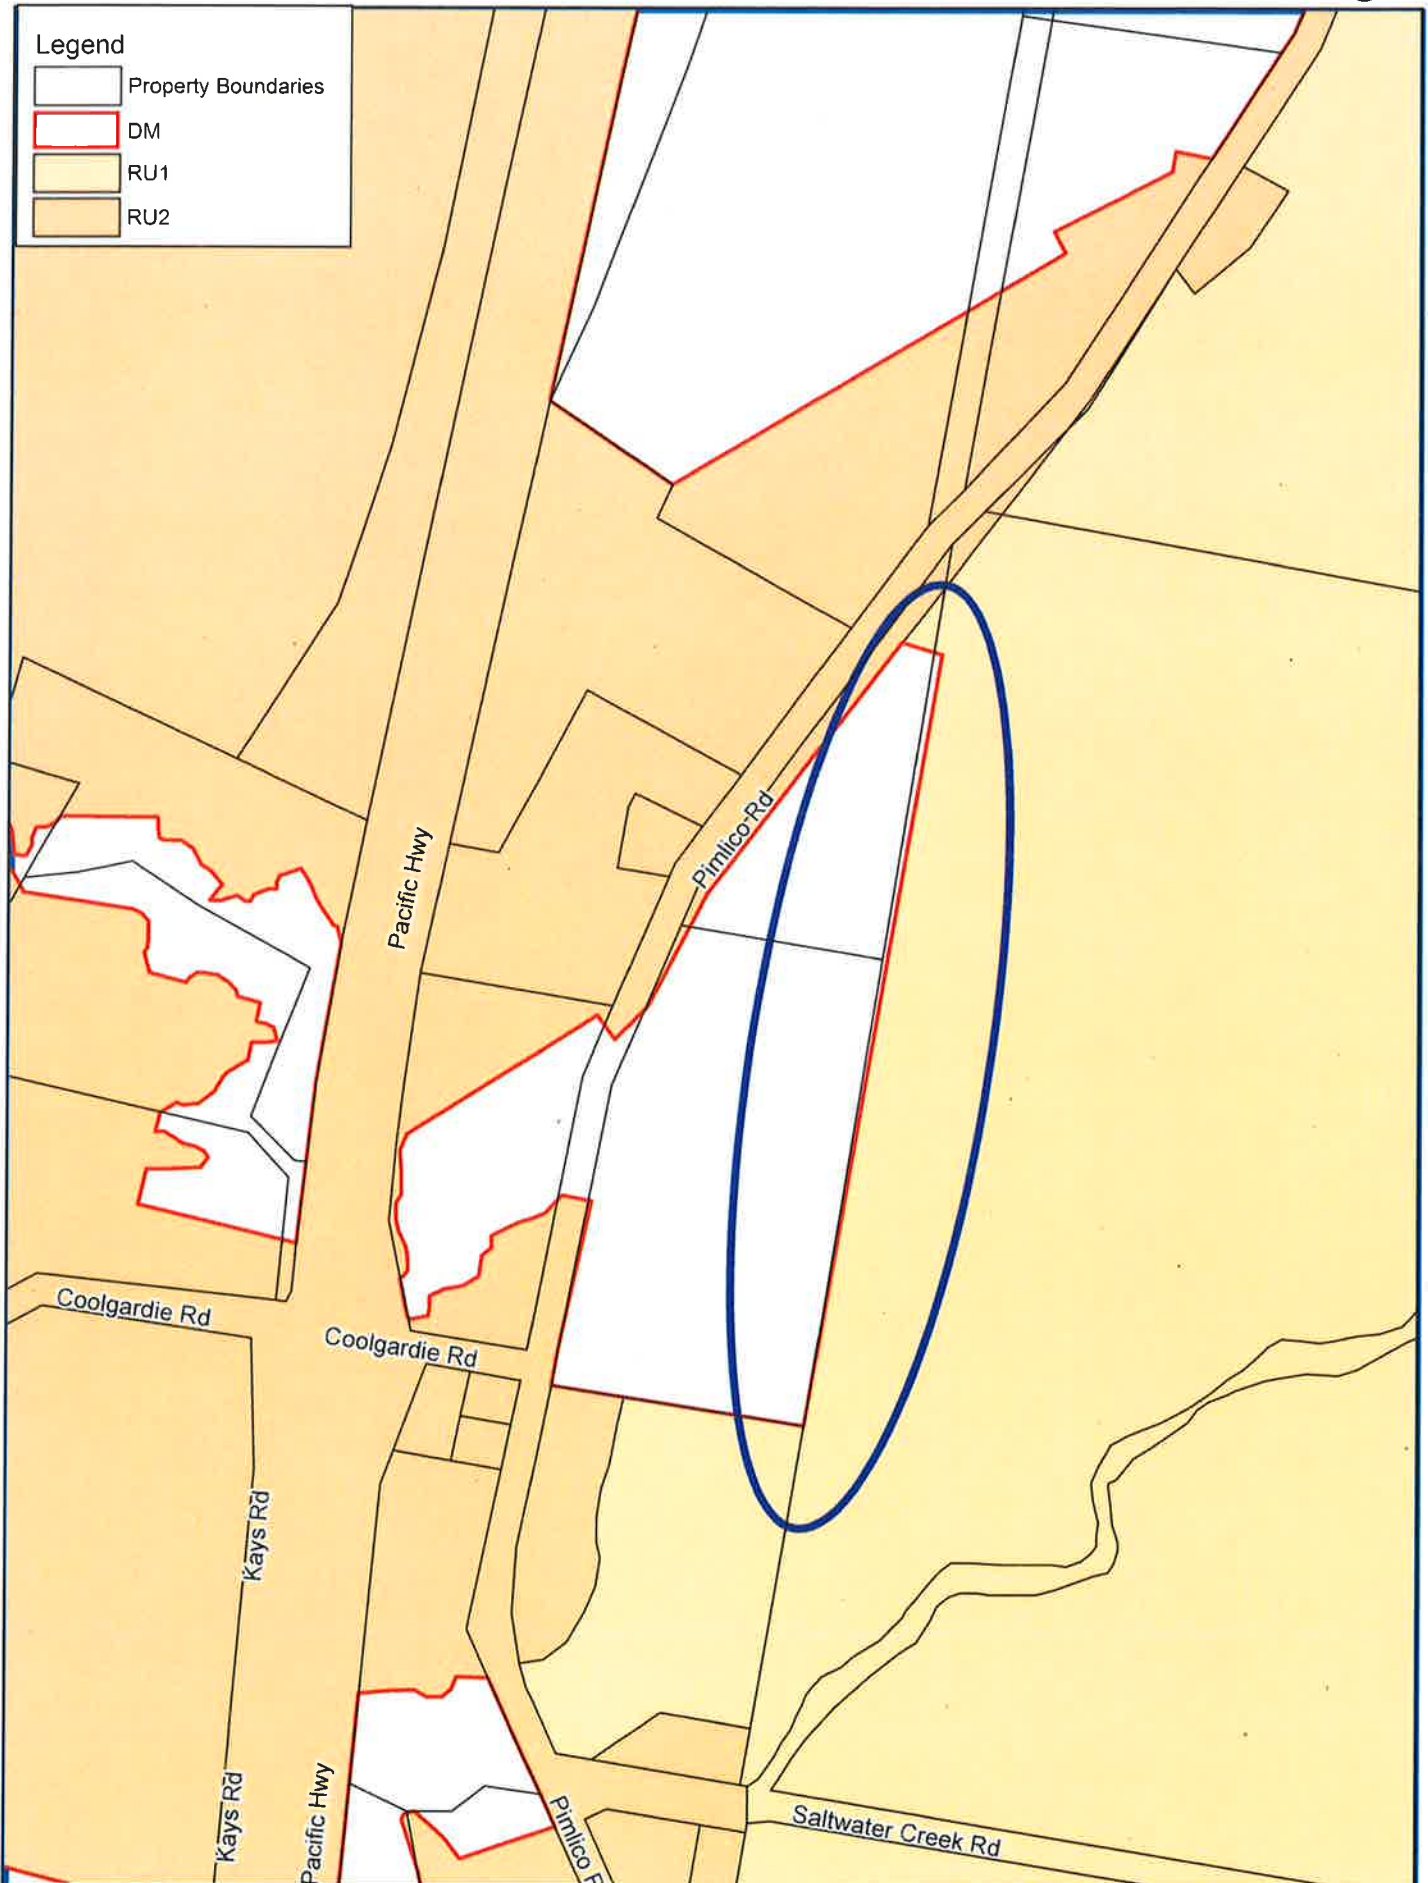 Legend
Property Boundaries
DM
RU1
RU2
Pacific Hwy
Pimlico Rd
Coolgardie Rd
Coolgardie Rd
Kays Rd
Kays Rd
Pacific Hwy
Pimlico R
Saltwater Creek Rd